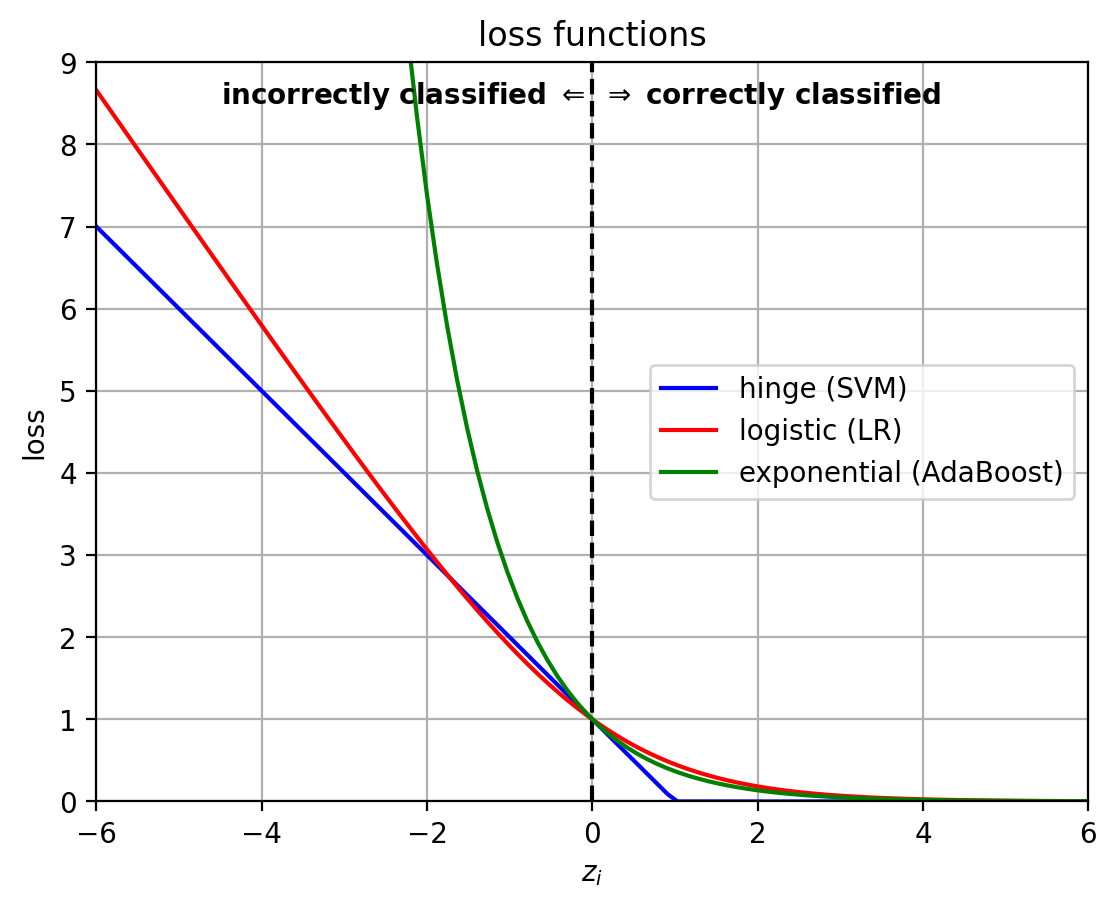 loss functions
9
incorrectly classified ⇐ ⇒ correctly classified
8
7
6
5
4
3
2
1
0
loss
hinge (SVM)
logistic (LR)
exponential (AdaBoost)
−6 −4 −2 0 2 4 6
zᵢ